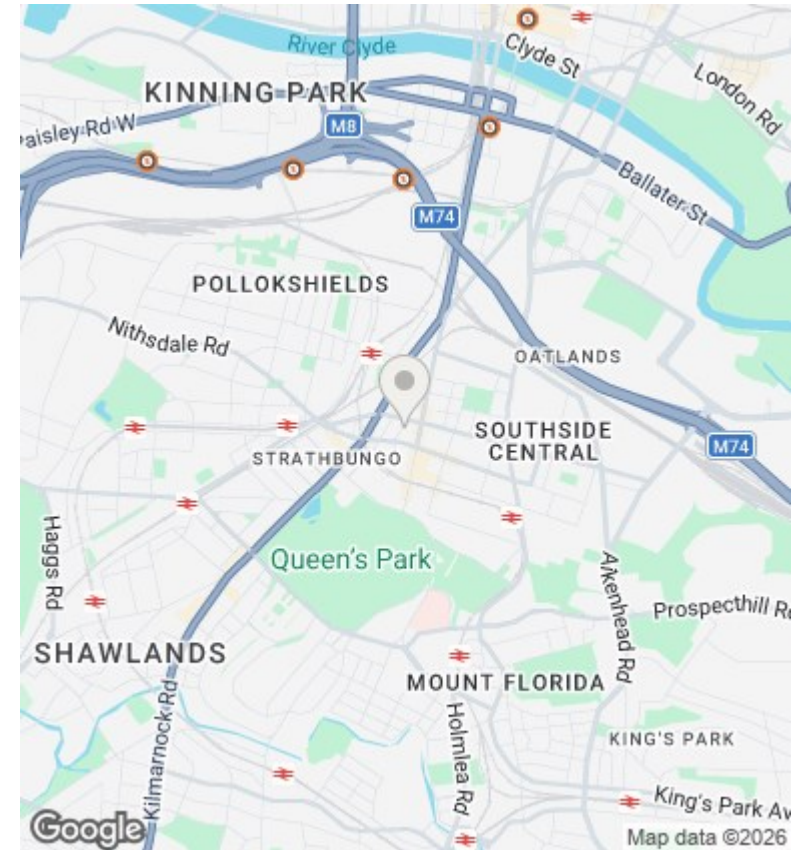 River Clyde
Clyde St
London Rd
KINNING PARK
Paisley Rd W
M8
Ballater St
M74
POLLOKSHIELDS
Nithsdale Rd
OATLANDS
SOUTHSIDE
CENTRAL
M74
STRATHBUNGO
Haggs Rd
Queen's Park
Aikenhead Rd
Prospecthill Rd
SHAWLANDS
MOUNT FLORIDA
Kilmarnock Rd
Holmlea Rd
KING'S PARK
King's Park Av
Google
Map data ©2026